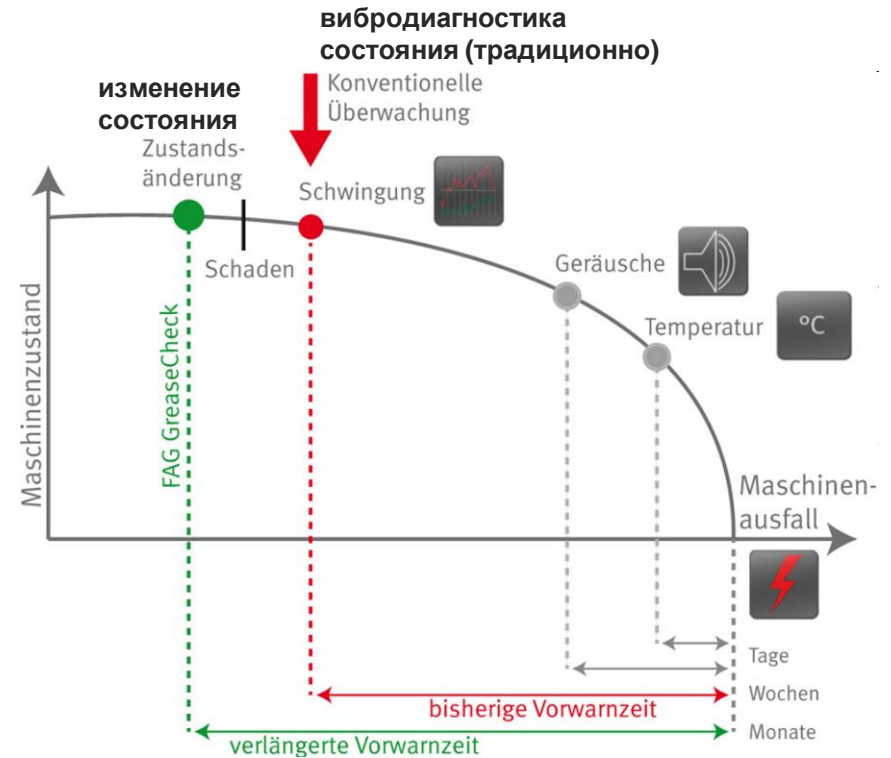 вибродиагностика
состояния (традиционно)
изменение
состояния
Konventionelle
Überwachung
Zustands-
änderung
Schwingung
Schaden
Geräusche
Temperatur
°C
Maschinenzustand
FAG GreaseCheck
Maschinen-
ausfall
Tage
Wochen
bisherige Vorwarnzeit
Monate
verlängerte Vorwarnzeit